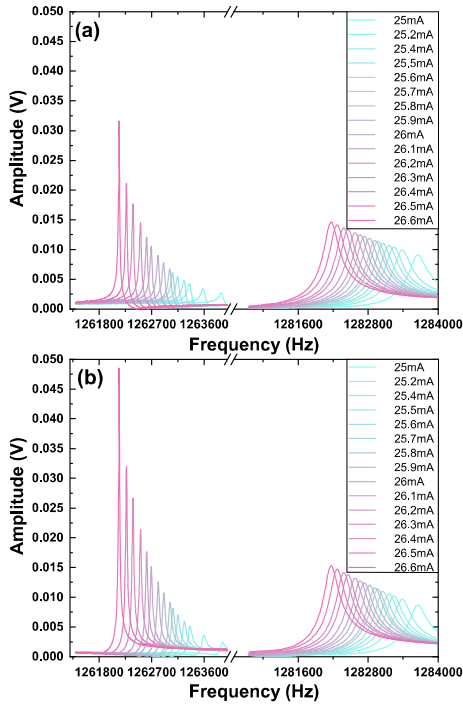 (a)
Amplitude (V)
0.050
0.045
0.040
0.035
0.030
0.025
0.020
0.015
0.010
0.005
0.000
25mA
25.2mA
25.4mA
25.5mA
25.6mA
25.7mA
25.8mA
25.9mA
26mA
26.1mA
26.2mA
26.3mA
26.4mA
26.5mA
26.6mA
1261800 1262700 1263600 1281600 1282800 1284000
Frequency (Hz)
(b)
Amplitude (V)
0.050
0.045
0.040
0.035
0.030
0.025
0.020
0.015
0.010
0.005
0.000
25mA
25.2mA
25.4mA
25.5mA
25.6mA
25.7mA
25.8mA
25.9mA
26mA
26.1mA
26.2mA
26.3mA
26.4mA
26.5mA
26.6mA
1261800 1262700 1263600 1281600 1282800 1284000
Frequency (Hz)